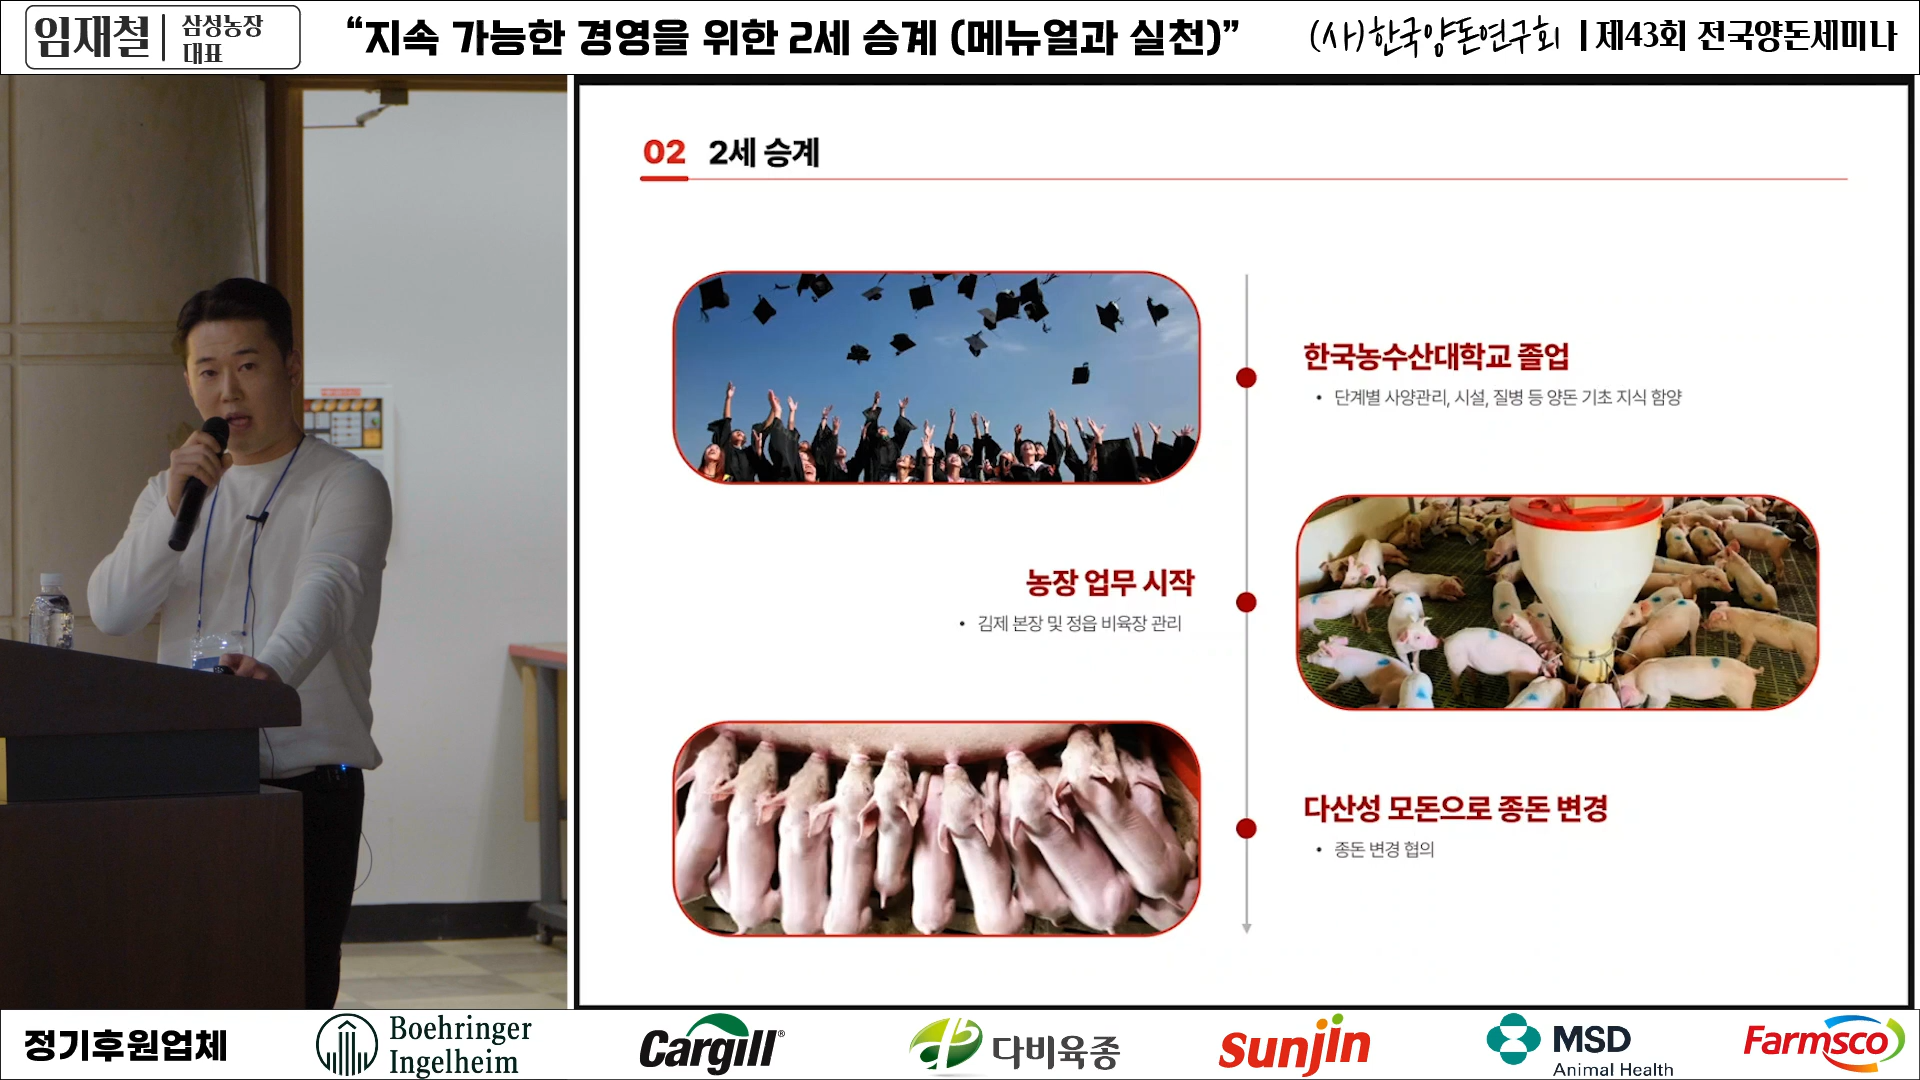 임재철
삼성농장
대표
“지속 가능한 경영을 위한 2세 승계 (메뉴얼과 실천)”
(사)한국양돈연구회 | 제43회 전국양돈세미나
02 2세 승계
한국농수산대학교 졸업
• 단계별 사양관리, 시설, 질병 등 양돈 기초 지식 함양
농장 업무 시작
• 김제 본장 및 정읍 비육장 관리
다산성 모돈으로 종돈 변경
• 종돈 변경 협의
정기후원업체
Boehringer
Ingelheim
Cargill®
다비육종
Sunjin
MSD
Animal Health
Farmsco